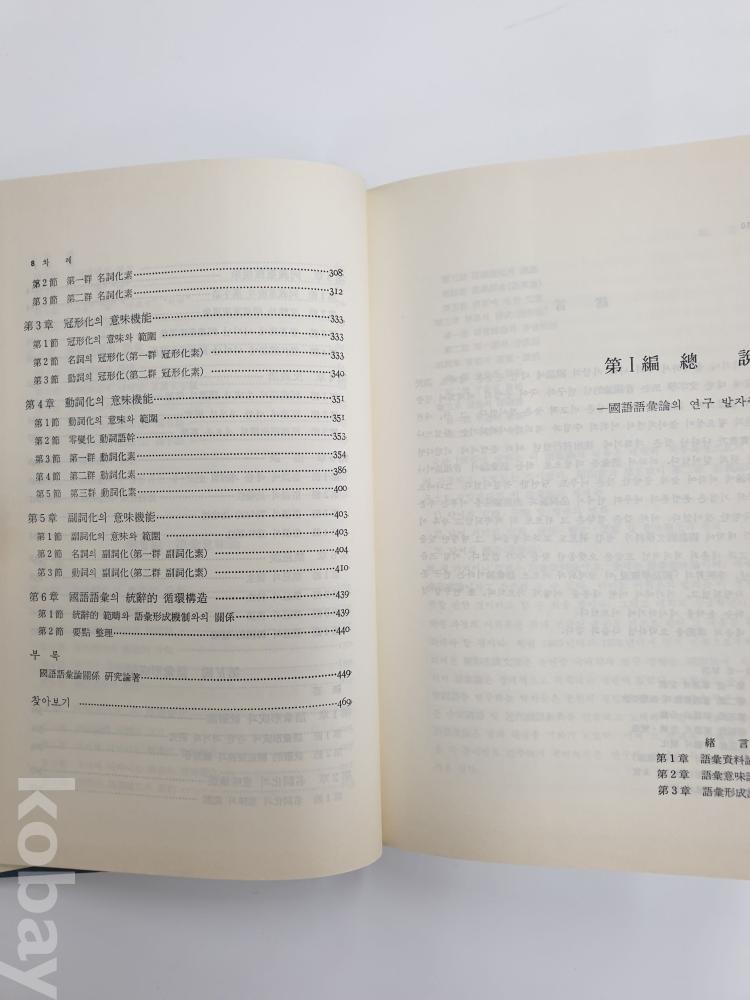 8 차 례
第2節 第一群 名詞化素 308
第3節 第二群 名詞化素 312
第3章 冠形化의 意味機能 333
第1節 冠形化의 意味와 範圍 333
第2節 名詞의 冠形化(第一群 冠形化素) 333
第3節 動詞의 冠形化(第二群 冠形化素) 340
第4章 動詞化의 意味機能 351
第1節 動詞化의 意味와 範圍 351
第2節 零變化 動詞語幹 353
第3節 第一群 動詞化素 354
第4節 第二群 動詞化素 386
第5節 第三群 動詞化素 400
第5章 副詞化의 意味機能 403
第1節 副詞化의 意味와 範圍 403
第2節 名詞의 副詞化(第一群 副詞化素) 404
第3節 動詞의 副詞化(第二群 副詞化素) 410
第6章 國語語彙의 統辭的 循環構造 439
第1節 統辭的 範疇와 語彙形成機制와의 關係 439
第2節 要點 整理 440
부 록
國語語彙論關係 硏究論著 449
찾아보기 469
第Ⅰ編 總 說
―國語語彙論의 연구 발자
緖 言
第1章 語彙資料論
第2章 語彙意味論
第3章 語彙形成論
kobay